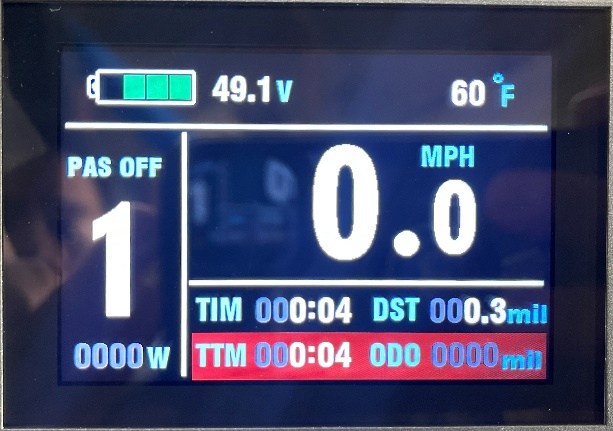 49.1V 60°F
PAS OFF
1
0000W
MPH
0.0
TIM 000:04 DST 000.3mil
TTM 000:04 ODO 0000mil